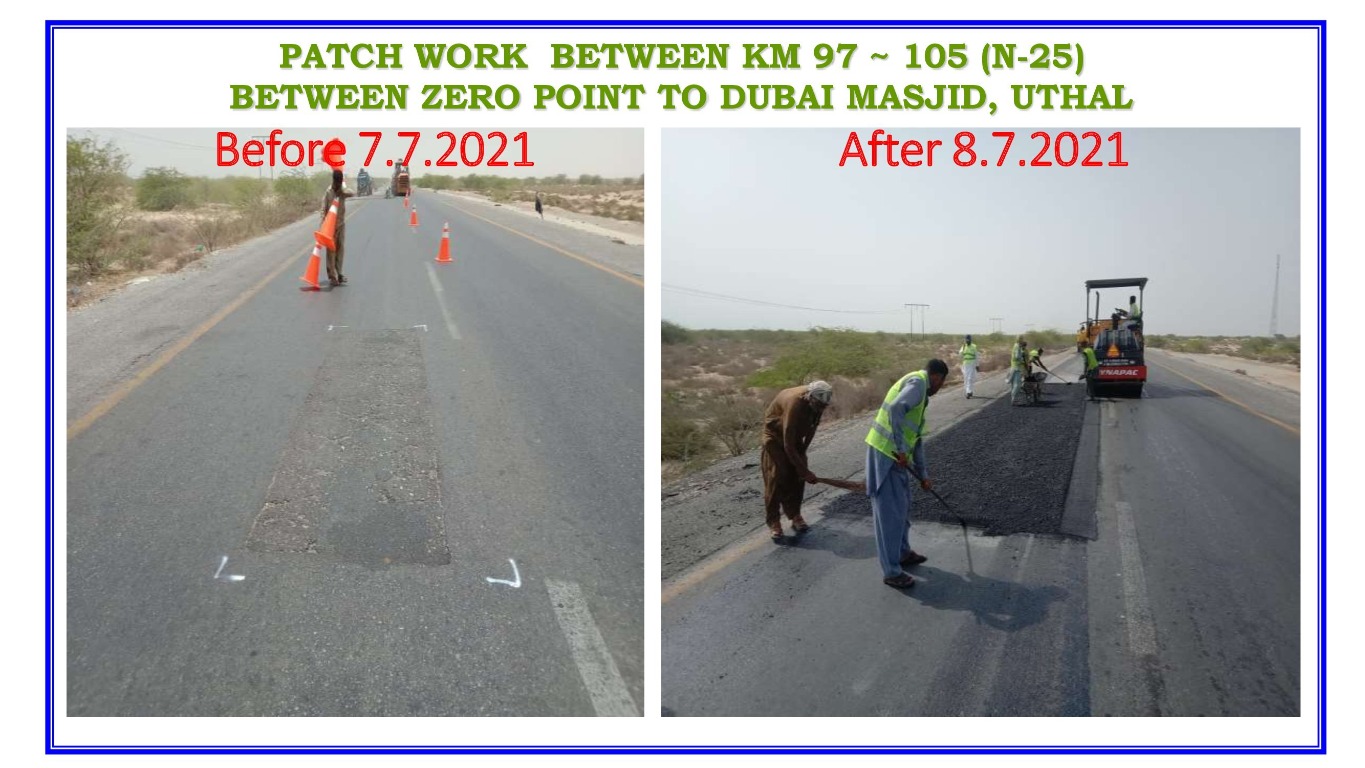 PATCH WORK BETWEEN KM 97 ~ 105 (N-25)
BETWEEN ZERO POINT TO DUBAI MASJID, UTHAL
Before 7.7.2021
After 8.7.2021
DYNAPAC